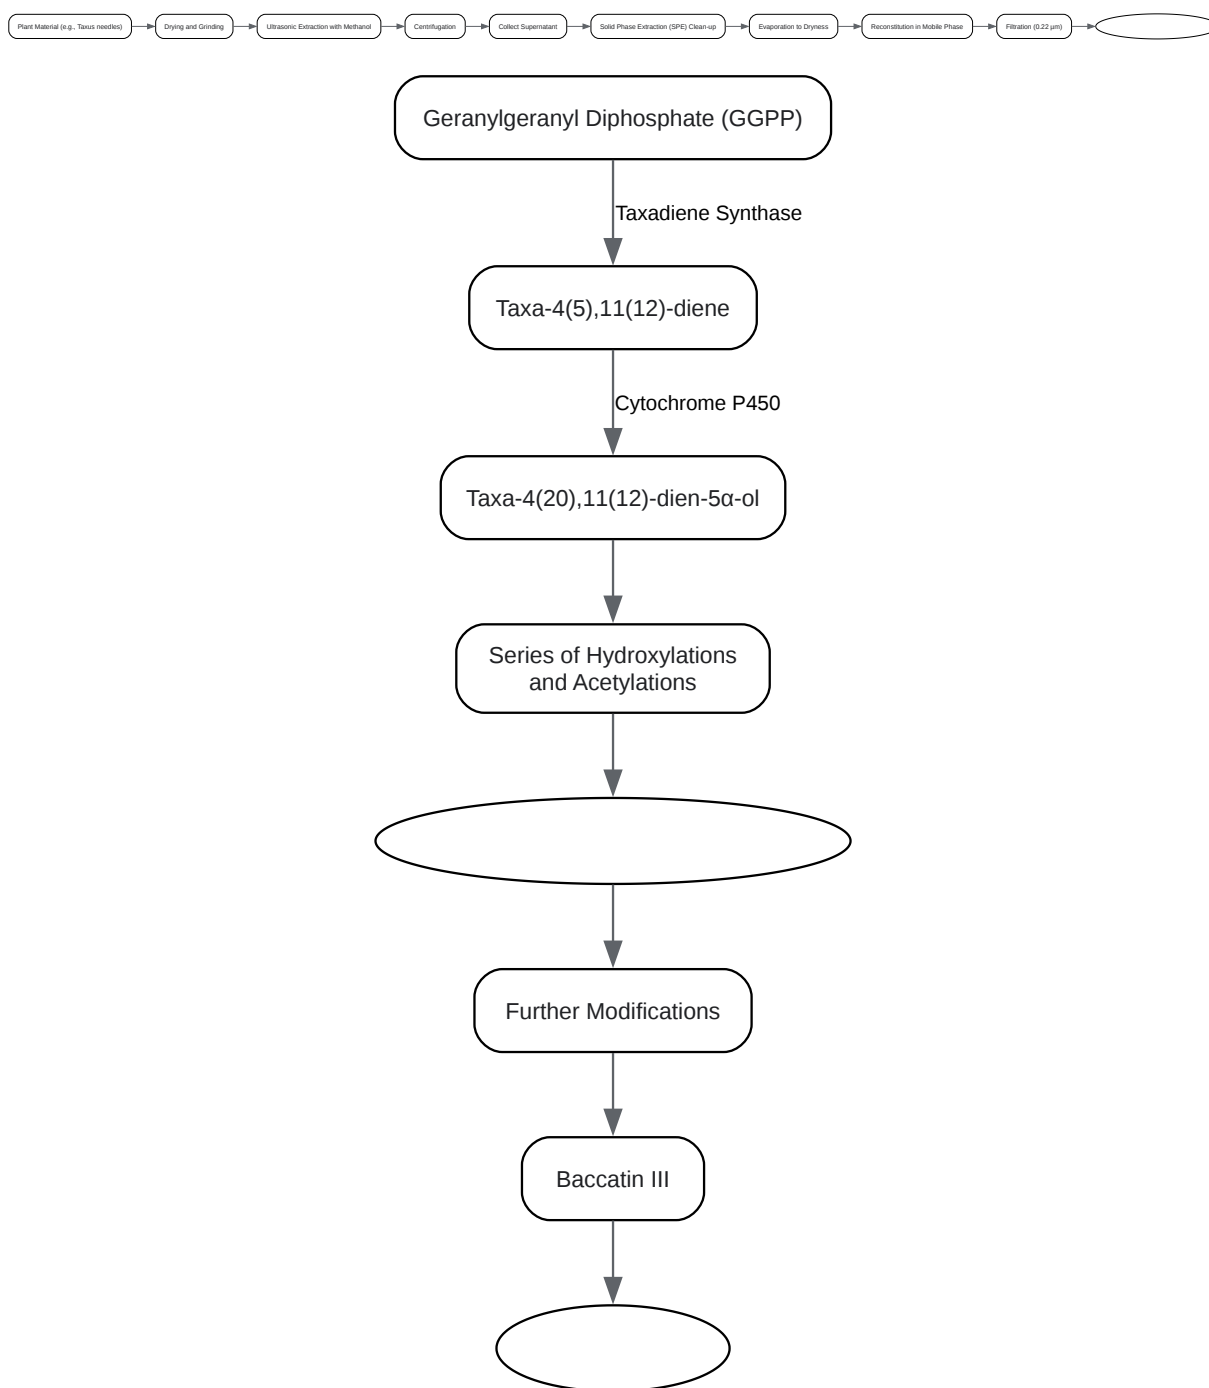 Plant Material (e.g., Taxus needles)
Drying and Grinding
Ultrasonic Extraction with Methanol
Centrifugation
Collect Supernatant
Solid Phase Extraction (SPE) Clean-up
Evaporation to Dryness
Reconstitution in Mobile Phase
Filtration (0.22 µm)
Geranylgeranyl Diphosphate (GGPP)
Taxadiene Synthase
Taxa-4(5),11(12)-diene
Cytochrome P450
Taxa-4(20),11(12)-dien-5α-ol
Series of Hydroxylations
and Acetylations
Further Modifications
Baccatin III